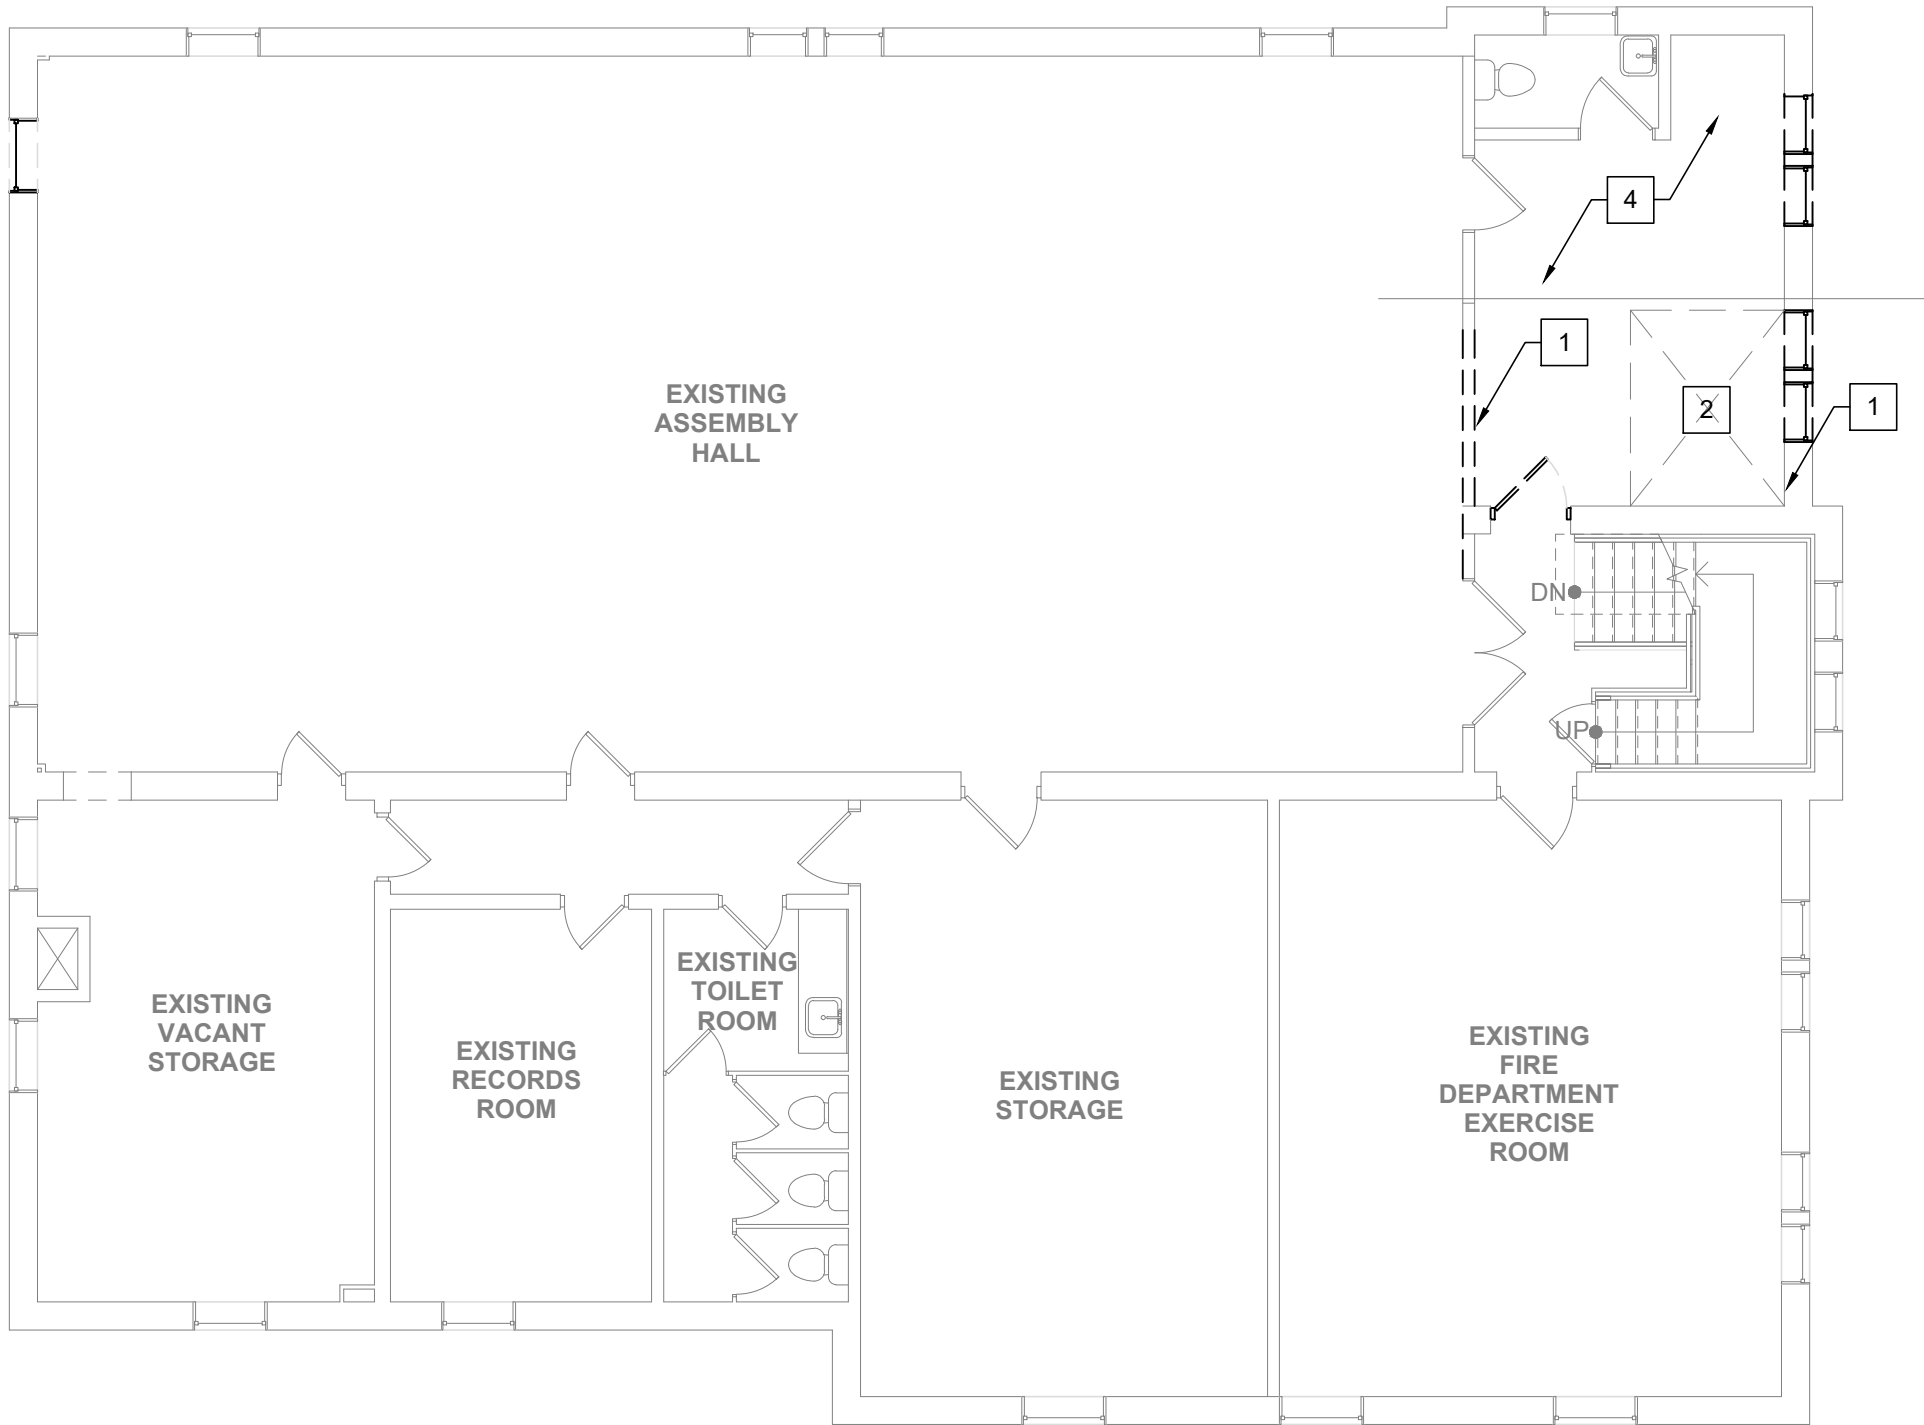 4
1
2
1
EXISTING
ASSEMBLY
HALL
DN
UP
EXISTING
TOILET
ROOM
EXISTING
VACANT
STORAGE
EXISTING
RECORDS
ROOM
EXISTING
STORAGE
EXISTING
FIRE
DEPARTMENT
EXERCISE
ROOM